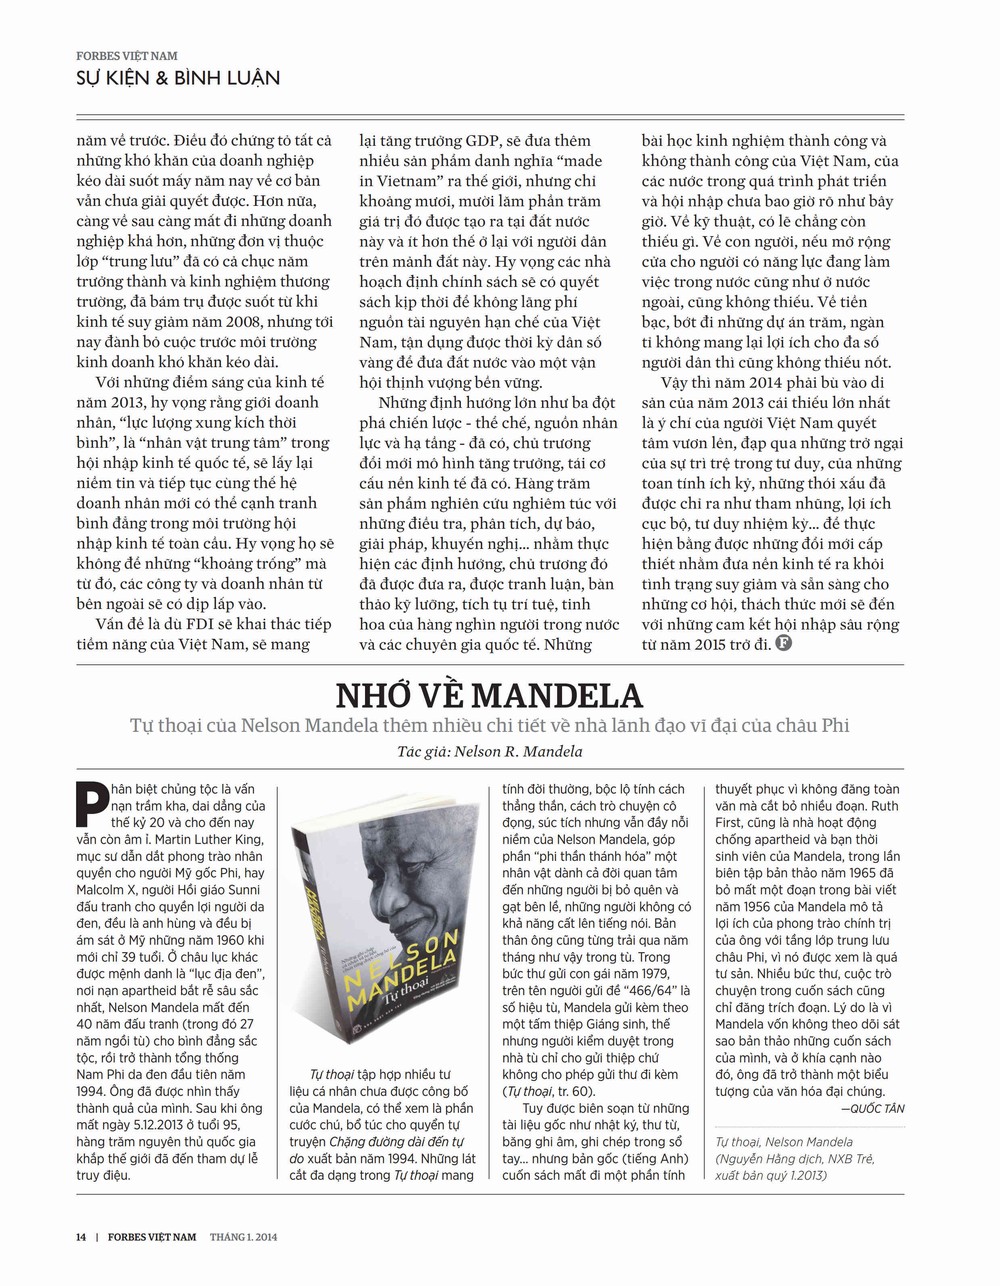 FORBES VIỆT NAM
SỰ KIỆN & BÌNH LUẬN
năm về trước. Điều đó chứng tỏ tất cả
những khó khăn của doanh nghiệp
kéo dài suốt mấy năm nay về cơ bản
vẫn chưa giải quyết được. Hơn nữa,
càng về sau càng mất đi những doanh
nghiệp khá hơn, những đơn vị thuộc
lớp “trung lưu” đã có cả chục năm
trưởng thành và kinh nghiệm thương
trường, đã bám trụ được suốt từ khi
kinh tế suy giảm năm 2008, nhưng tới
nay đành bỏ cuộc trước môi trường
kinh doanh khó khăn kéo dài.
Với những điểm sáng của kinh tế
năm 2013, hy vọng rằng giới doanh
nhân, “lực lượng xung kích thời
bình”, là “nhân vật trung tâm” trong
hội nhập kinh tế quốc tế, sẽ lấy lại
niềm tin và tiếp tục cùng thế hệ
doanh nhân mới có thể cạnh tranh
bình đẳng trong môi trường hội
nhập kinh tế toàn cầu. Hy vọng họ sẽ
không để những “khoảng trống” mà
từ đó, các công ty và doanh nhân từ
bên ngoài sẽ có dịp lấp vào.
Vấn đề là dù FDI sẽ khai thác tiếp
tiềm năng của Việt Nam, sẽ mang
lại tăng trưởng GDP, sẽ đưa thêm
nhiều sản phẩm danh nghĩa “made
in Vietnam” ra thế giới, nhưng chỉ
khoảng mươi, mười lăm phần trăm
giá trị đó được tạo ra tại đất nước
này và ít hơn thế ở lại với người dân
trên mảnh đất này. Hy vọng các nhà
hoạch định chính sách sẽ có quyết
sách kịp thời để không lãng phí
nguồn tài nguyên hạn chế của Việt
Nam, tận dụng được thời kỳ dân số
vàng để đưa đất nước vào một vận
hội thịnh vượng bền vững.
Những định hướng lớn như ba đột
phá chiến lược - thể chế, nguồn nhân
lực và hạ tầng - đã có, chủ trương
đổi mới mô hình tăng trưởng, tái cơ
cấu nền kinh tế đã có. Hàng trăm
sản phẩm nghiên cứu nghiêm túc với
những điều tra, phân tích, dự báo,
giải pháp, khuyến nghị... nhằm thực
hiện các định hướng, chủ trương đó
đã được đưa ra, được tranh luận, bàn
thảo kỹ lưỡng, tích tụ trí tuệ, tinh
hoa của hàng nghìn người trong nước
và các chuyên gia quốc tế. Những
bài học kinh nghiệm thành công và
không thành công của Việt Nam, của
các nước trong quá trình phát triển
và hội nhập chưa bao giờ rõ như bây
giờ. Về kỹ thuật, có lẽ chẳng còn
thiếu gì. Về con người, nếu mở rộng
cửa cho người có năng lực đang làm
việc trong nước cũng như ở nước
ngoài, cũng không thiếu. Về tiền
bạc, bớt đi những dự án trăm, ngàn
tỉ không mang lại lợi ích cho đa số
người dân thì cũng không thiếu nốt.
Vậy thì năm 2014 phải bù vào di
sản của năm 2013 cái thiếu lớn nhất
là ý chí của người Việt Nam quyết
tâm vươn lên, đạp qua những trở ngại
của sự trì trệ trong tư duy, của những
toan tính ích kỷ, những thói xấu đã
được chỉ ra như tham nhũng, lợi ích
cục bộ, tư duy nhiệm kỳ... để thực
hiện bằng được những đổi mới cấp
thiết nhằm đưa nền kinh tế ra khỏi
tình trạng suy giảm và sẵn sàng cho
những cơ hội, thách thức mới sẽ đến
với những cam kết hội nhập sâu rộng
từ năm 2015 trở đi. F
NHỚ VỀ MANDELA
Tự thoại của Nelson Mandela thêm nhiều chi tiết về nhà lãnh đạo vĩ đại của châu Phi
Tác giả: Nelson R. Mandela
Phân biệt chủng tộc là vấn
nạn trầm kha, dai dẳng của
thế kỷ 20 và cho đến nay
vẫn còn âm ỉ. Martin Luther King,
mục sư dẫn dắt phong trào nhân
quyền cho người Mỹ gốc Phi, hay
Malcolm X, người Hồi giáo Sunni
đấu tranh cho quyền lợi người da
đen, đều là anh hùng và đều bị
ám sát ở Mỹ những năm 1960 khi
mới chỉ 39 tuổi. Ở châu lục khác
được mệnh danh là “lục địa đen”,
nơi nạn apartheid bắt rễ sâu sắc
nhất, Nelson Mandela mất đến
40 năm đấu tranh (trong đó 27
năm ngồi tù) cho bình đẳng sắc
tộc, rồi trở thành tổng thống
Nam Phi da đen đầu tiên năm
1994. Ông đã được nhìn thấy
thành quả của mình. Sau khi ông
mất ngày 5.12.2013 ở tuổi 95,
hàng trăm nguyên thủ quốc gia
khắp thế giới đã đến tham dự lễ
truy điệu.
NELSON
MANDELA
Tự thoại
Tự thoại tập hợp nhiều tư
liệu cá nhân chưa được công bố
của Mandela, có thể xem là phần
cước chú, bổ túc cho quyển tự
truyện Chặng đường dài đến tự
do xuất bản năm 1994. Những lát
cắt đa dạng trong Tự thoại mang
tính đời thường, bộc lộ tính cách
thẳng thắn, cách trò chuyện cô
đọng, súc tích nhưng vẫn đầy nỗi
niềm của Nelson Mandela, góp
phần “phi thần thánh hóa” một
nhân vật dành cả đời quan tâm
đến những người bị bỏ quên và
gạt bên lề, những người không có
khả năng cất lên tiếng nói. Bản
thân ông cũng từng trải qua năm
tháng như vậy trong tù. Trong
bức thư gửi con gái năm 1979,
trên tên người gửi đề “466/64” là
số hiệu tù, Mandela gửi kèm theo
một tấm thiệp Giáng sinh, thế
nhưng người kiểm duyệt trong
nhà tù chỉ cho gửi thiệp chứ
không cho phép gửi thư đi kèm
(Tự thoại, tr. 60).
Tuy được biên soạn từ những
tài liệu gốc như nhật ký, thư từ,
băng ghi âm, ghi chép trong sổ
tay... nhưng bản gốc (tiếng Anh)
cuốn sách mất đi một phần tính
thuyết phục vì không đăng toàn
văn mà cắt bỏ nhiều đoạn. Ruth
First, cũng là nhà hoạt động
chống apartheid và bạn thời
sinh viên của Mandela, trong lần
biên tập bản thảo năm 1965 đã
bỏ mất một đoạn trong bài viết
năm 1956 của Mandela mô tả
lợi ích của phong trào chính trị
của ông với tầng lớp trung lưu
châu Phi, vì nó được xem là quá
tư sản. Nhiều bức thư, cuộc trò
chuyện trong cuốn sách cũng
chỉ đăng trích đoạn. Lý do là vì
Mandela vốn không theo dõi sát
sao bản thảo những cuốn sách
của mình, và ở khía cạnh nào
đó, ông đã trở thành một biểu
tượng của văn hóa đại chúng.
—QUỐC TÂN
Tự thoại, Nelson Mandela
(Nguyễn Hằng dịch, NXB Trẻ,
xuất bản quý 1.2013)
14 | FORBES VIỆT NAM THÁNG 1. 2014